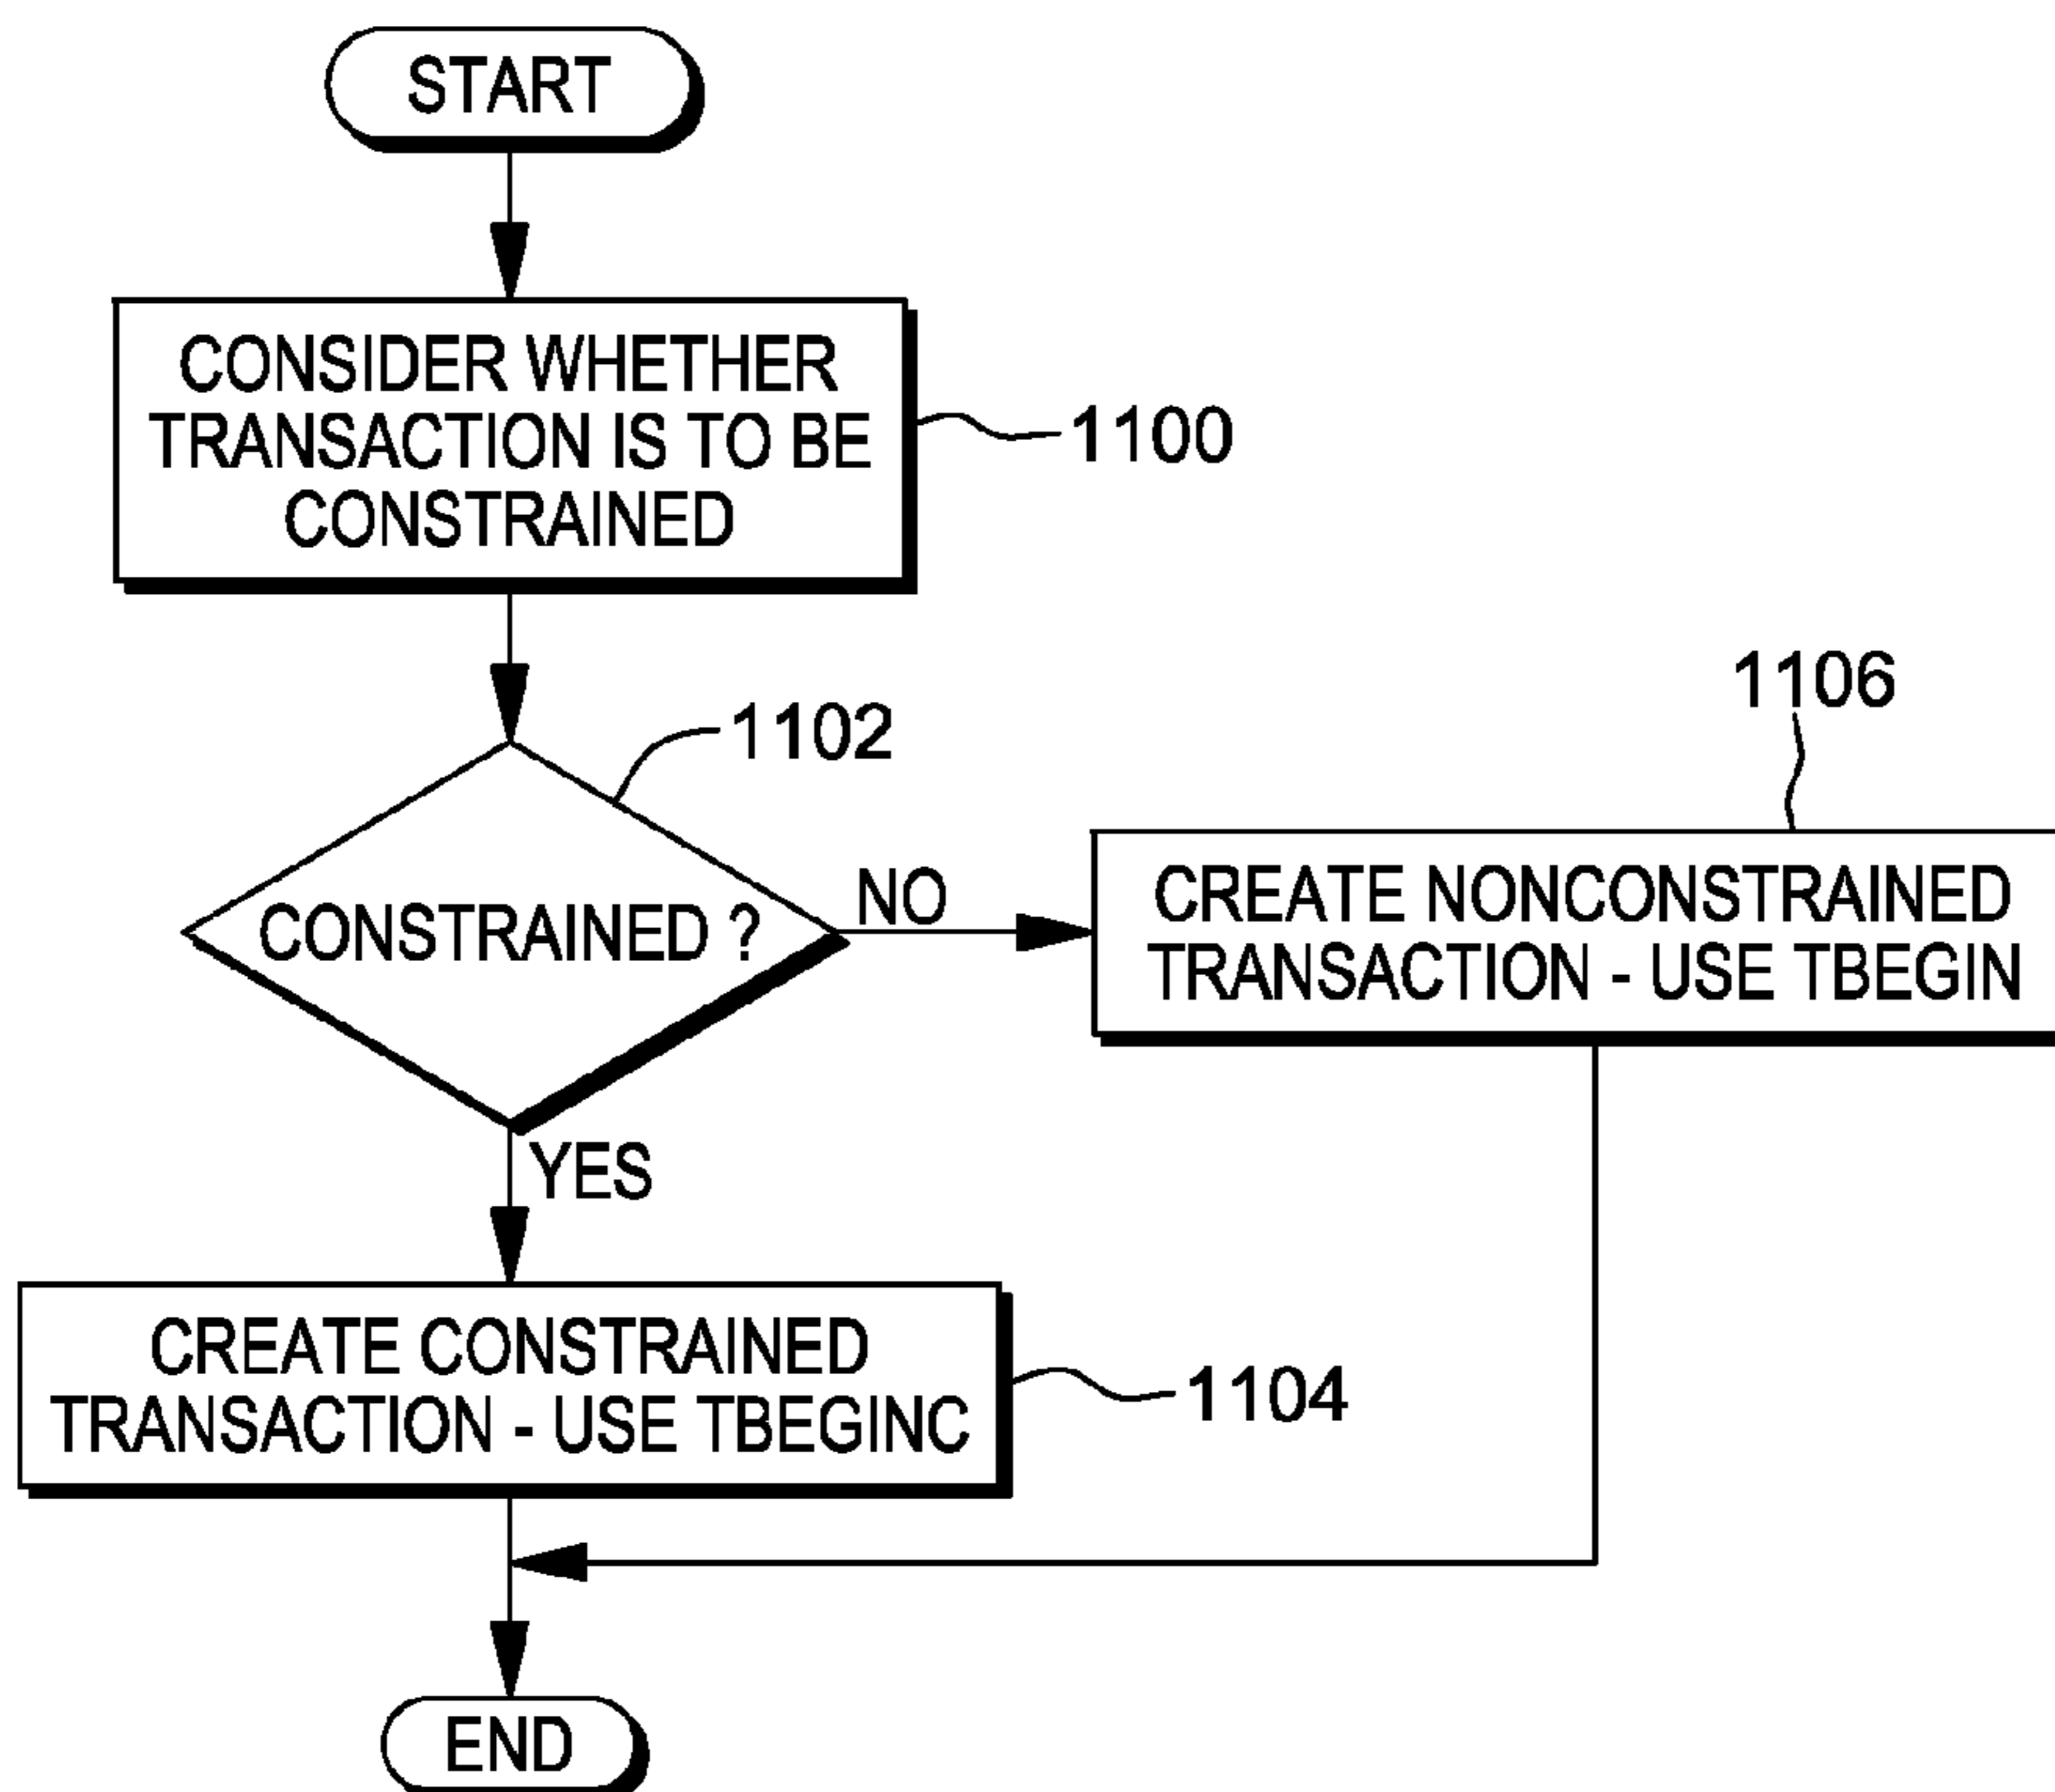 START
CONSIDER WHETHER
TRANSACTION IS TO BE
CONSTRAINED
1100
1102
CONSTRAINED ?
NO
1106
CREATE NONCONSTRAINED
TRANSACTION - USE TBEGIN
YES
CREATE CONSTRAINED
TRANSACTION - USE TBEGINC
1104
END